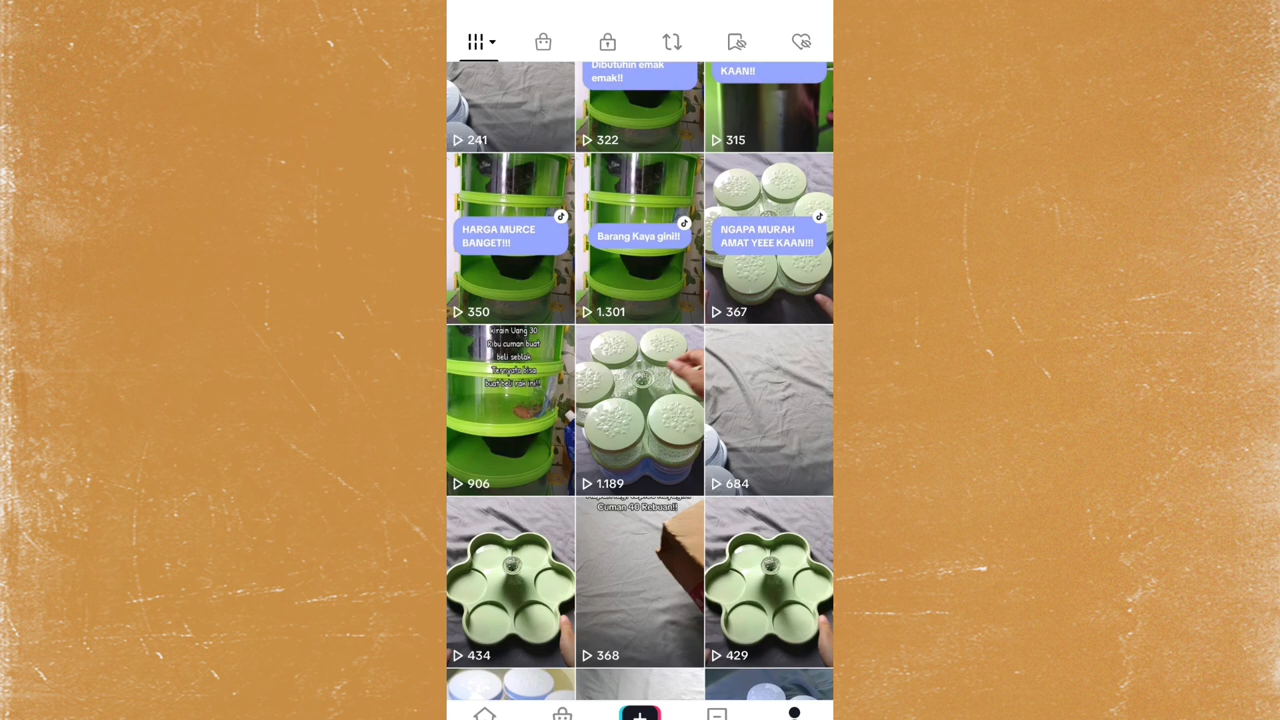 Dibutuhin emak
emak!!
KAAN!!
241
322
315
HARGA MURCE
BANGET!!!
Barang Kaya gini!!
NGAPA MURAH
AMAT YEEE KAAN!!!
350
1.301
367
kirain Uang 30
Ribu cuman buat
beli seblak
Ternyata bisa
buat beli rak ini!!
906
1.189
684
Cuman 40 Rebuan!!
434
368
429